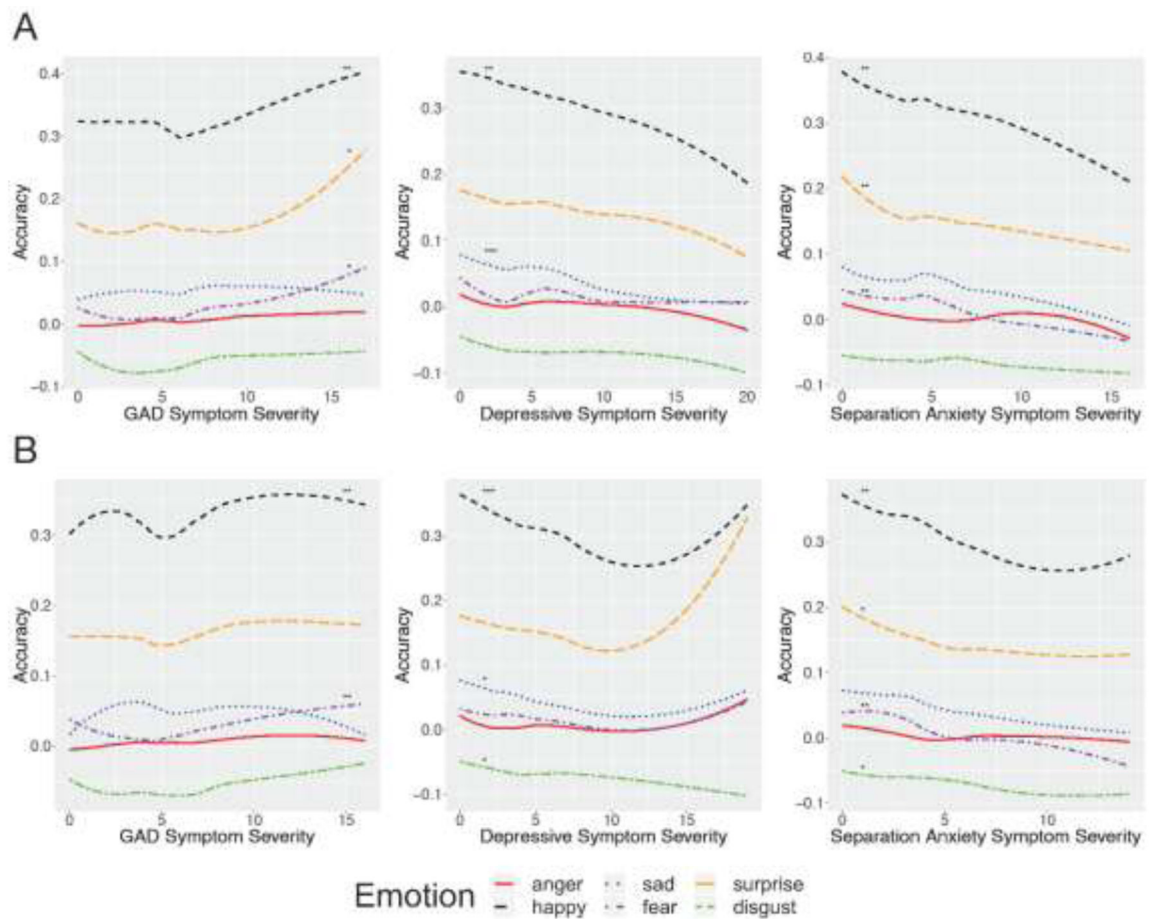 A
Accuracy
0.4
0.3
0.2
0.1
0.0
−0.1
**
*
*
0 5 10 15
GAD Symptom Severity
Accuracy
0.3
0.2
0.1
0.0
−0.1
**
***
0 5 10 15 20
Depressive Symptom Severity
Accuracy
0.4
0.3
0.2
0.1
0.0
−0.1
**
**
**
0 5 10 15
Separation Anxiety Symptom Severity
B
Accuracy
0.3
0.2
0.1
0.0
**
**
0 5 10 15
GAD Symptom Severity
Accuracy
0.3
0.2
0.1
0.0
−0.1
***
*
*
0 5 10 15
Depressive Symptom Severity
Accuracy
0.3
0.2
0.1
0.0
−0.1
**
*
**
*
0 5 10
Separation Anxiety Symptom Severity
Emotion
anger sad surprise
happy fear disgust